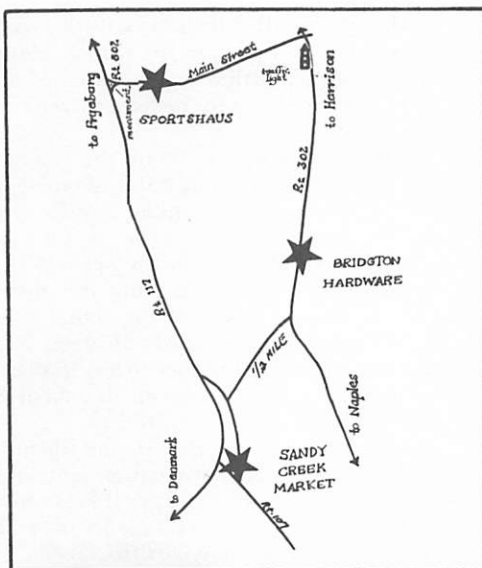 to Fryeburg
Rt 302
Main Street
traffic
light
to Harrison
monument
SPORTSHAUS
Rt 302
BRIDGTON
HARDWARE
Rt 117
1/2 MILE
to Naples
to Denmark
SANDY
CREEK
MARKET
Rt. 107